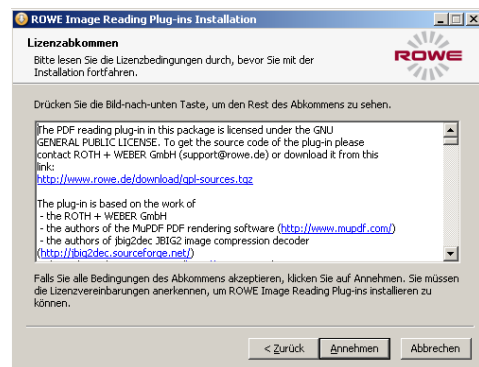 ROWE Image Reading Plug-ins Installation
Lizenzabkommen
Bitte lesen Sie die Lizenzbedingungen durch, bevor Sie mit der
Installation fortfahren.
ROWE
Drücken Sie die Bild-nach-unten Taste, um den Rest des Abkommens zu sehen.
The PDF reading plug-in in this package is licensed under the GNU
GENERAL PUBLIC LICENSE. To get the source code of the plug-in please
contact ROTH + WEBER GmbH (support@rowe.de) or download it from this
link:
http://www.rowe.de/download/gpl-sources.tgz
The plug-in is based on the work of
- the ROTH + WEBER GmbH
- the authors of the MuPDF PDF rendering software (http://www.mupdf.com/)
- the authors of jbig2dec JBIG2 image compression decoder
(http://jbig2dec.sourceforge.net/)
Falls Sie alle Bedingungen des Abkommens akzeptieren, klicken Sie auf Annehmen. Sie müssen
die Lizenzvereinbarungen anerkennen, um ROWE Image Reading Plug-ins installieren zu
können.
< Zurück Annehmen Abbrechen